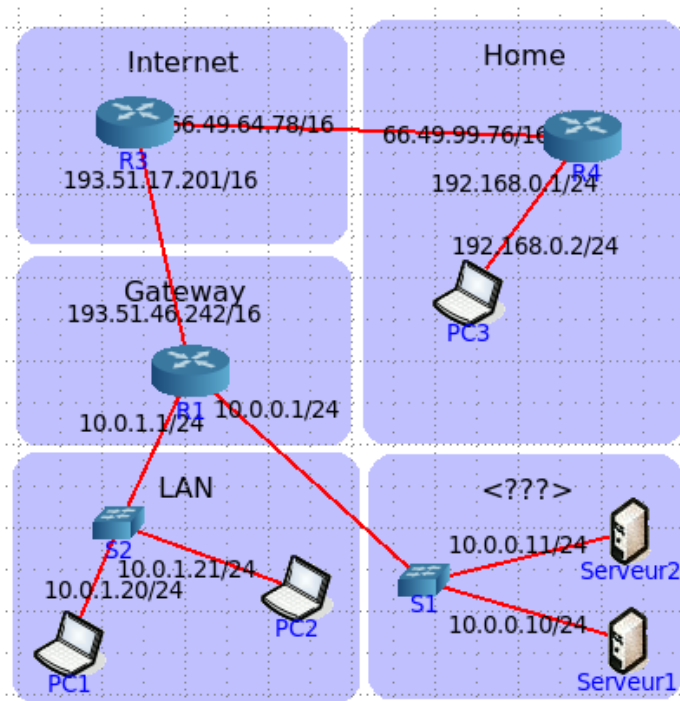 Internet
Home
66.49.64.78/16
66.49.99.76/16
R3
R4
193.51.17.201/16
192.168.0.1/24
192.168.0.2/24
PC3
Gateway
193.51.46.242/16
R1
10.0.0.1/24
10.0.1.1/24
LAN
<???>
S2
10.0.0.11/24
Serveur2
10.0.1.21/24
10.0.1.20/24
S1
10.0.0.10/24
PC2
PC1
Serveur1